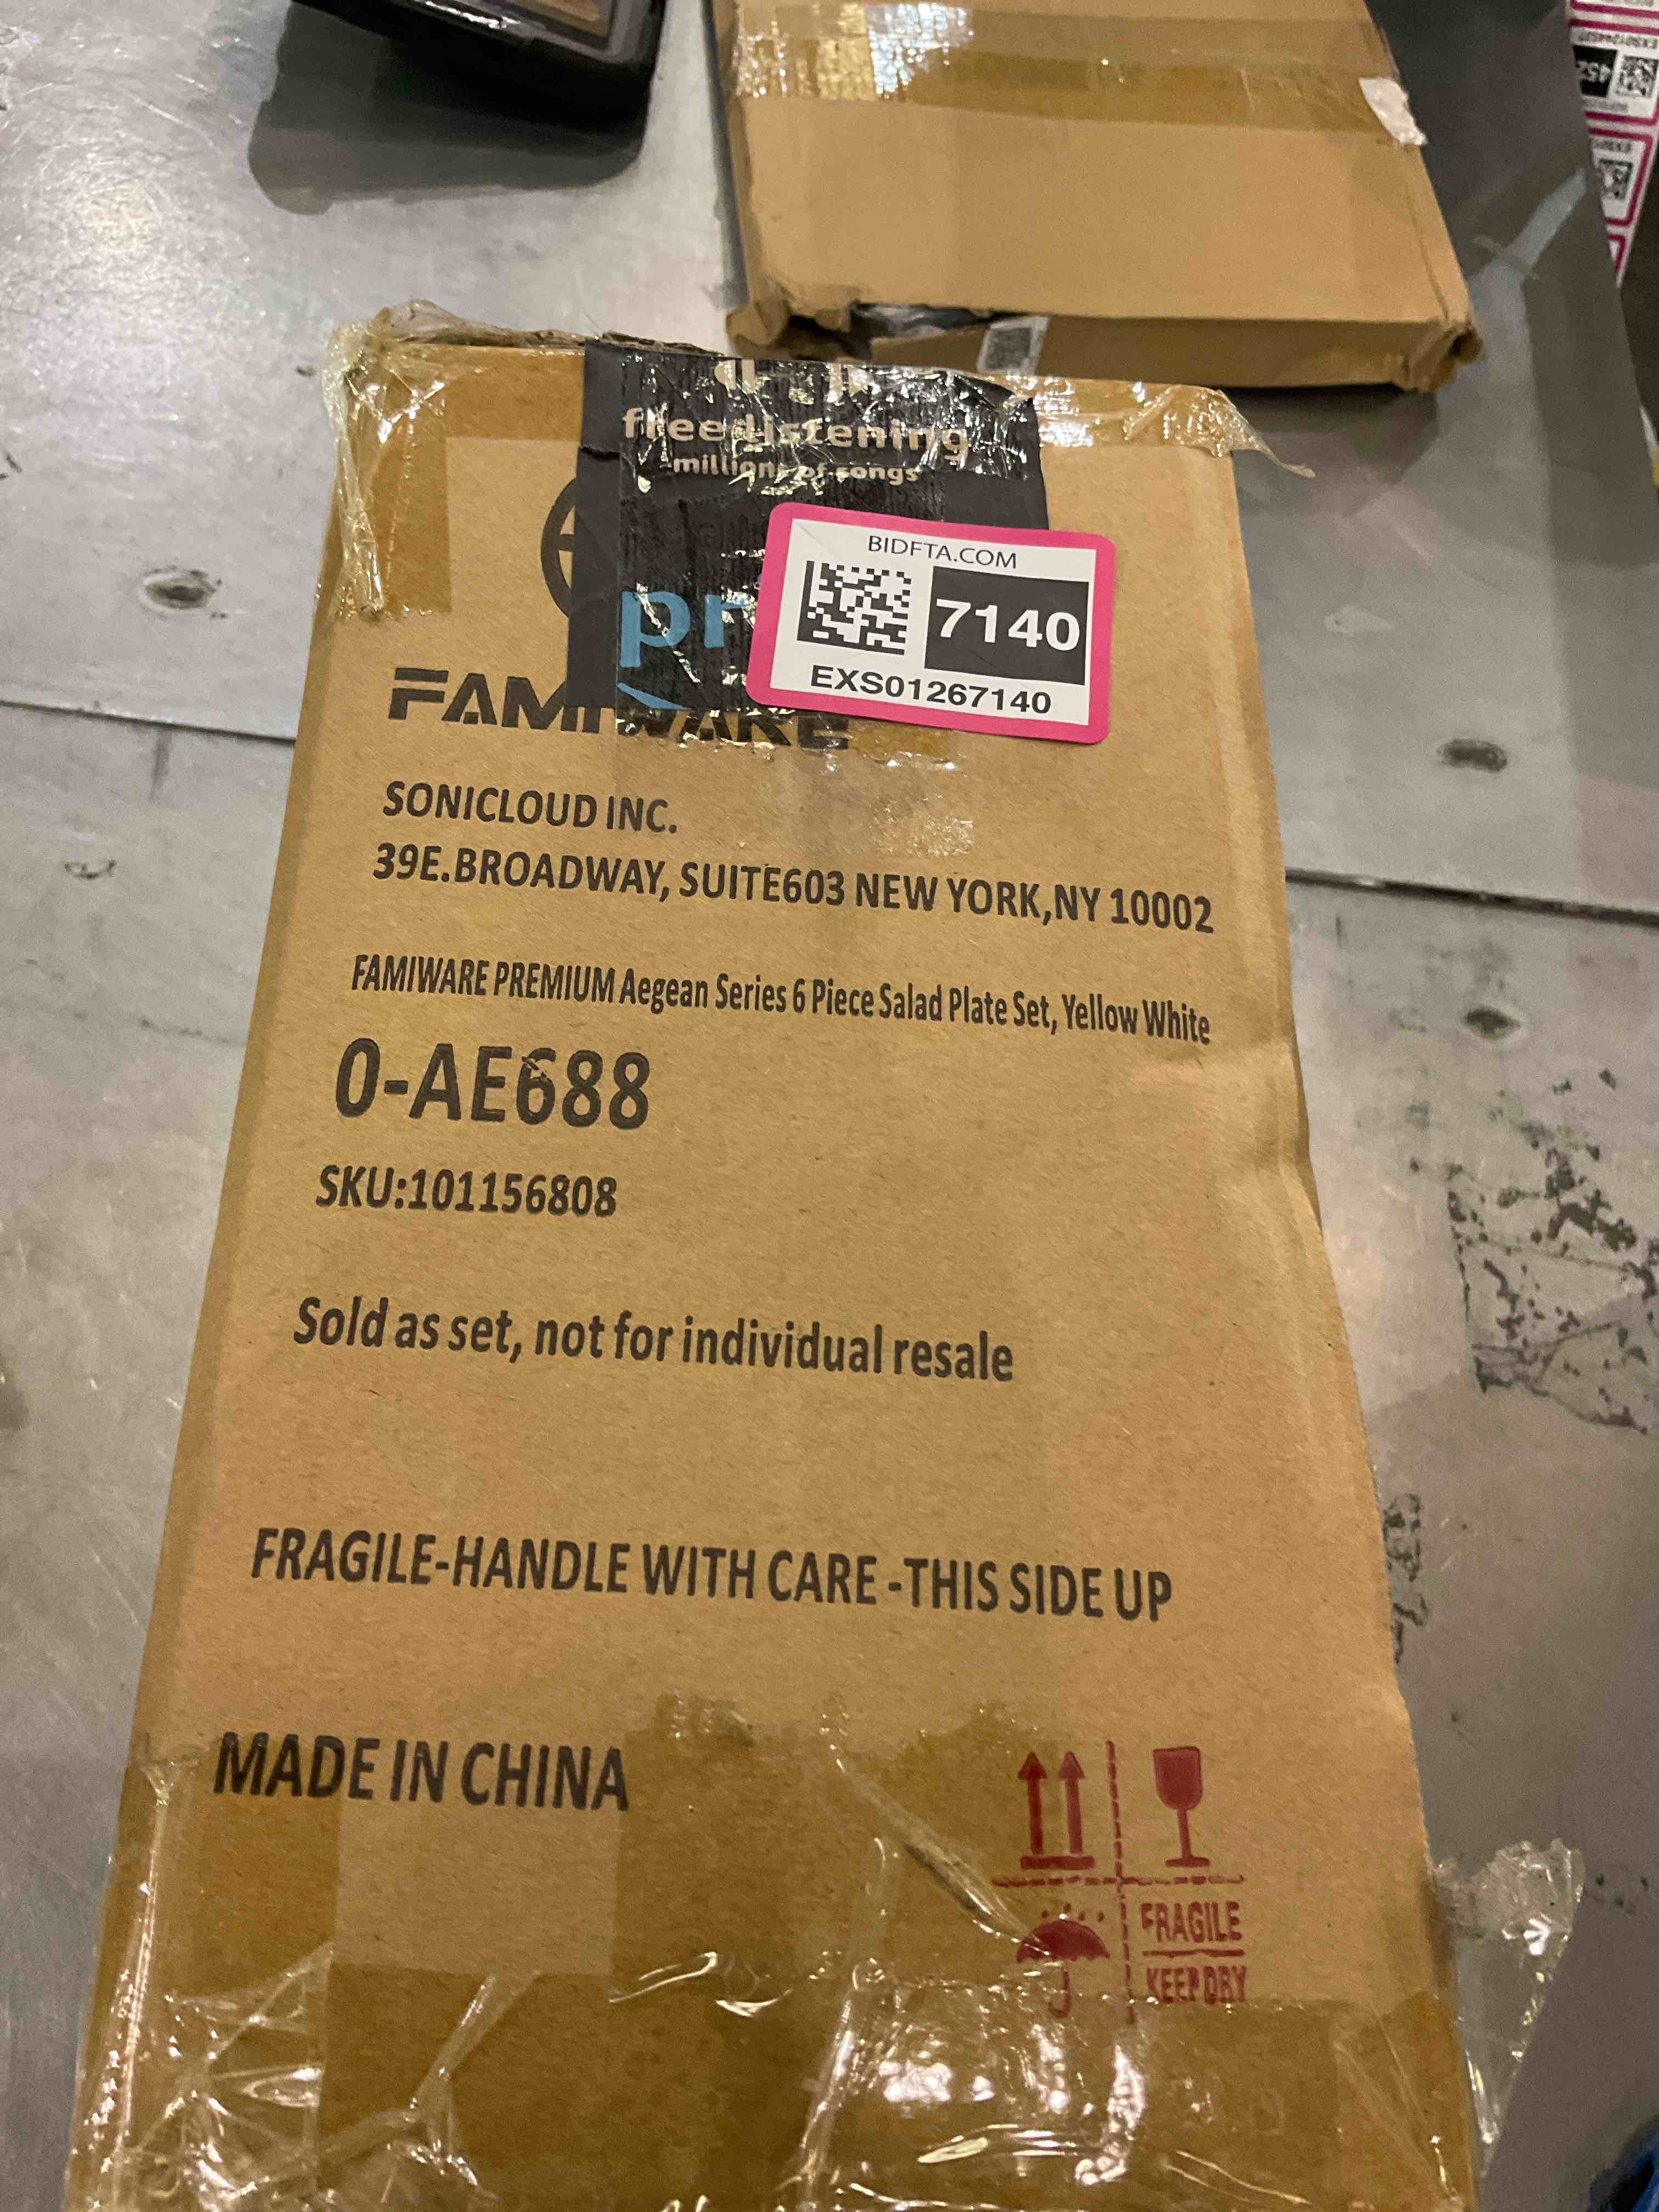 free listening
millions of songs
BIDFTA.COM
7140
EXS01267140
FAMIWARE
SONICLOUD INC.
39E.BROADWAY, SUITE603 NEW YORK,NY 10002
FAMIWARE PREMIUM Aegean Series 6 Piece Salad Plate Set, Yellow White
0-AE688
SKU:101156808
Sold as set, not for individual resale
FRAGILE-HANDLE WITH CARE -THIS SIDE UP
MADE IN CHINA
FRAGILE
KEEP DRY